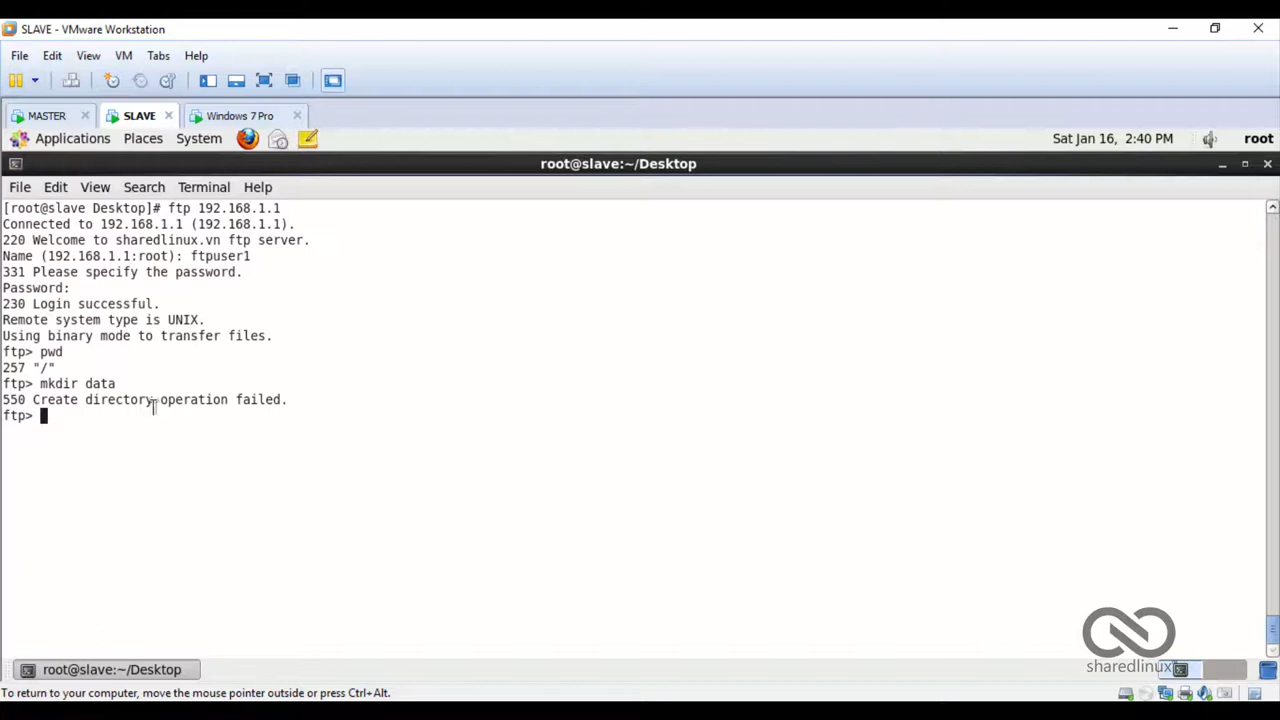 SLAVE - VMware Workstation
File Edit View VM Tabs Help
MASTER SLAVE Windows 7 Pro
Applications Places System Sat Jan 16, 2:40 PM root
root@slave:~/Desktop
File Edit View Search Terminal Help
[root@slave Desktop]# ftp 192.168.1.1
Connected to 192.168.1.1 (192.168.1.1).
220 Welcome to sharedlinux.vn ftp server.
Name (192.168.1.1:root): ftpuser1
331 Please specify the password.
Password:
230 Login successful.
Remote system type is UNIX.
Using binary mode to transfer files.
ftp> pwd
257 "/"
ftp> mkdir data
550 Create directory operation failed.
ftp>
sharedlinux
root@slave:~/Desktop
To return to your computer, move the mouse pointer outside or press Ctrl+Alt.